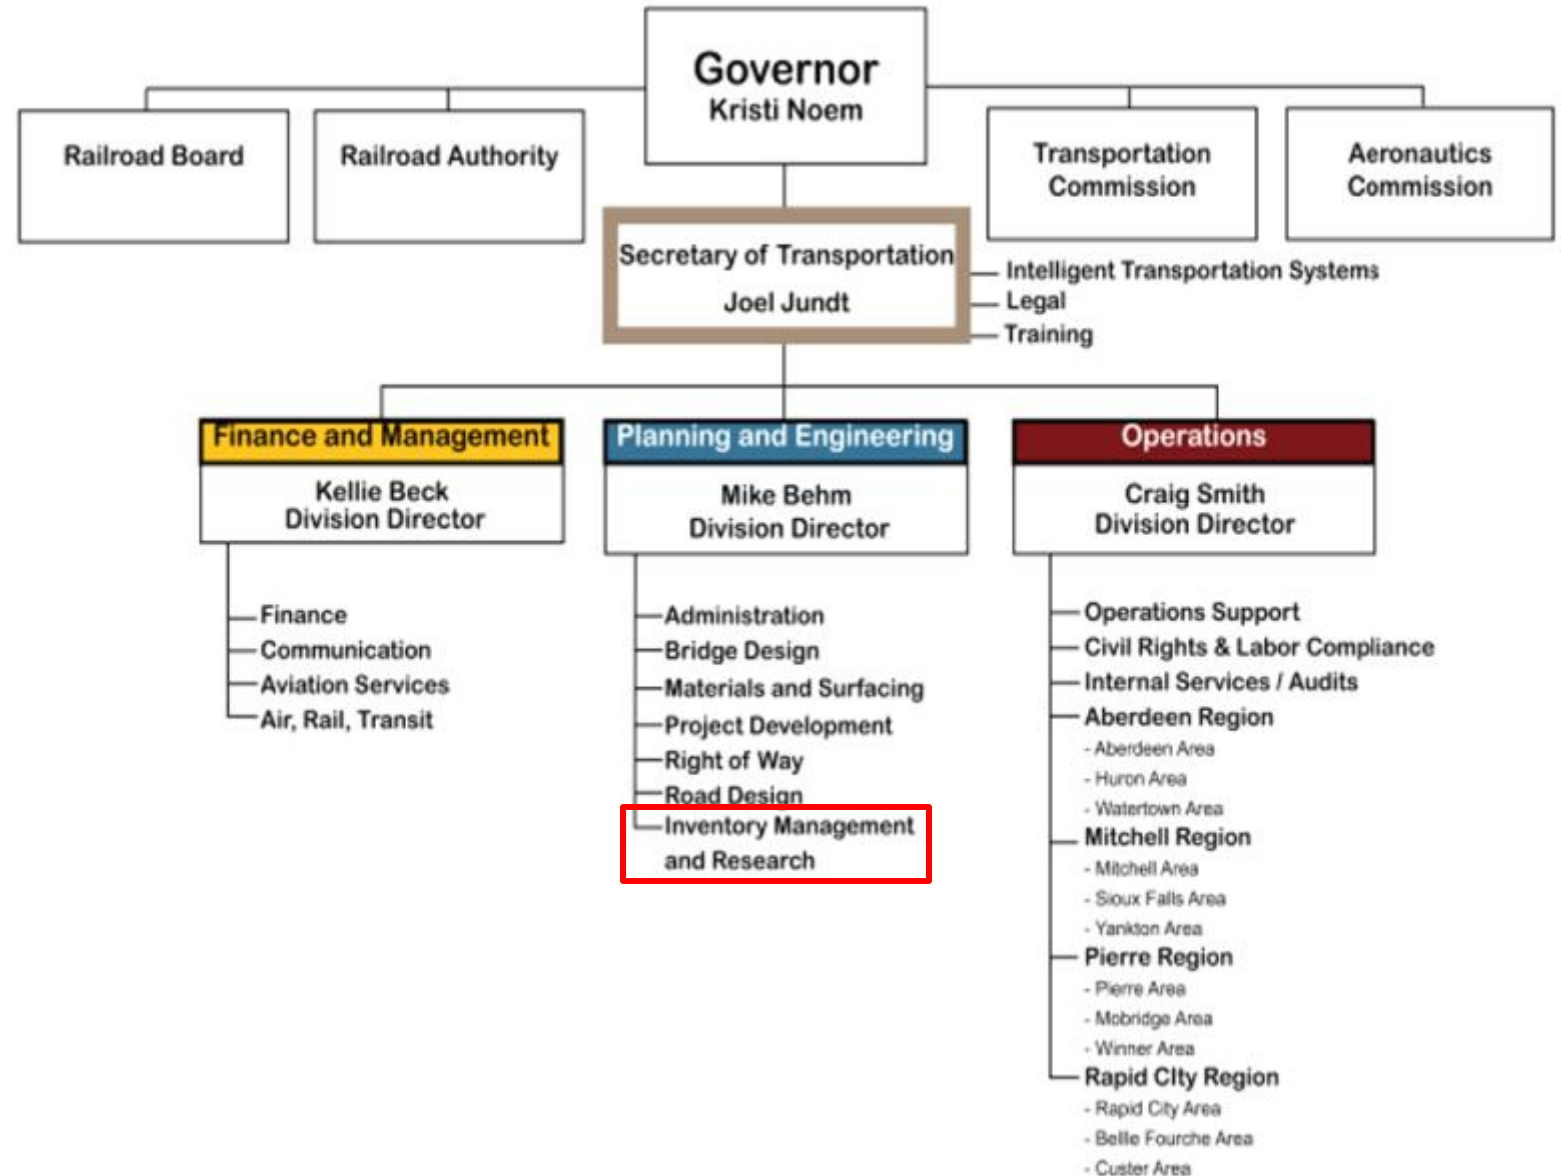 Governor
Kristi Noem
Railroad Board
Railroad Authority
Transportation
Commission
Aeronautics
Commission
Secretary of Transportation
Joel Jundt
Intelligent Transportation Systems
Legal
Training
Finance and Management
Kellie Beck
Division Director
Finance
Communication
Aviation Services
Air, Rail, Transit
Planning and Engineering
Mike Behm
Division Director
Administration
Bridge Design
Materials and Surfacing
Project Development
Right of Way
Road Design
Inventory Management
and Research
Operations
Craig Smith
Division Director
Operations Support
Civil Rights & Labor Compliance
Internal Services / Audits
Aberdeen Region
- Aberdeen Area
- Huron Area
- Watertown Area
Mitchell Region
- Mitchell Area
- Sioux Falls Area
- Yankton Area
Pierre Region
- Pierre Area
- Mobridge Area
- Winner Area
Rapid CIty Region
- Rapid City Area
- Bellle Fourche Area
- Custer Area